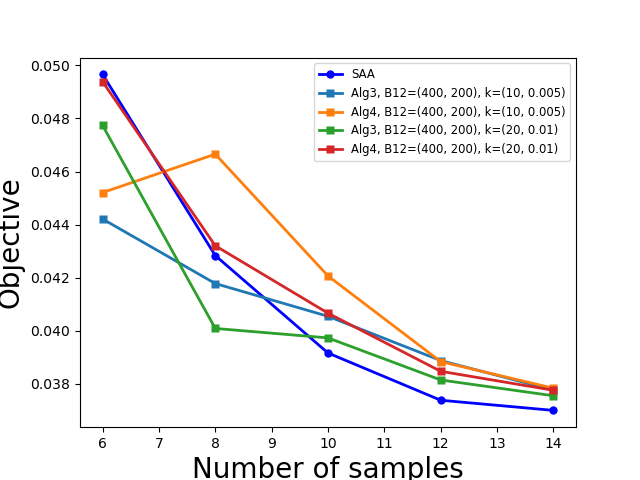 0.050
0.048
0.046
0.044
0.042
0.040
0.038
Objective
SAA
Alg3, B12=(400, 200), k=(10, 0.005)
Alg4, B12=(400, 200), k=(10, 0.005)
Alg3, B12=(400, 200), k=(20, 0.01)
Alg4, B12=(400, 200), k=(20, 0.01)
6 7 8 9 10 11 12 13 14
Number of samples